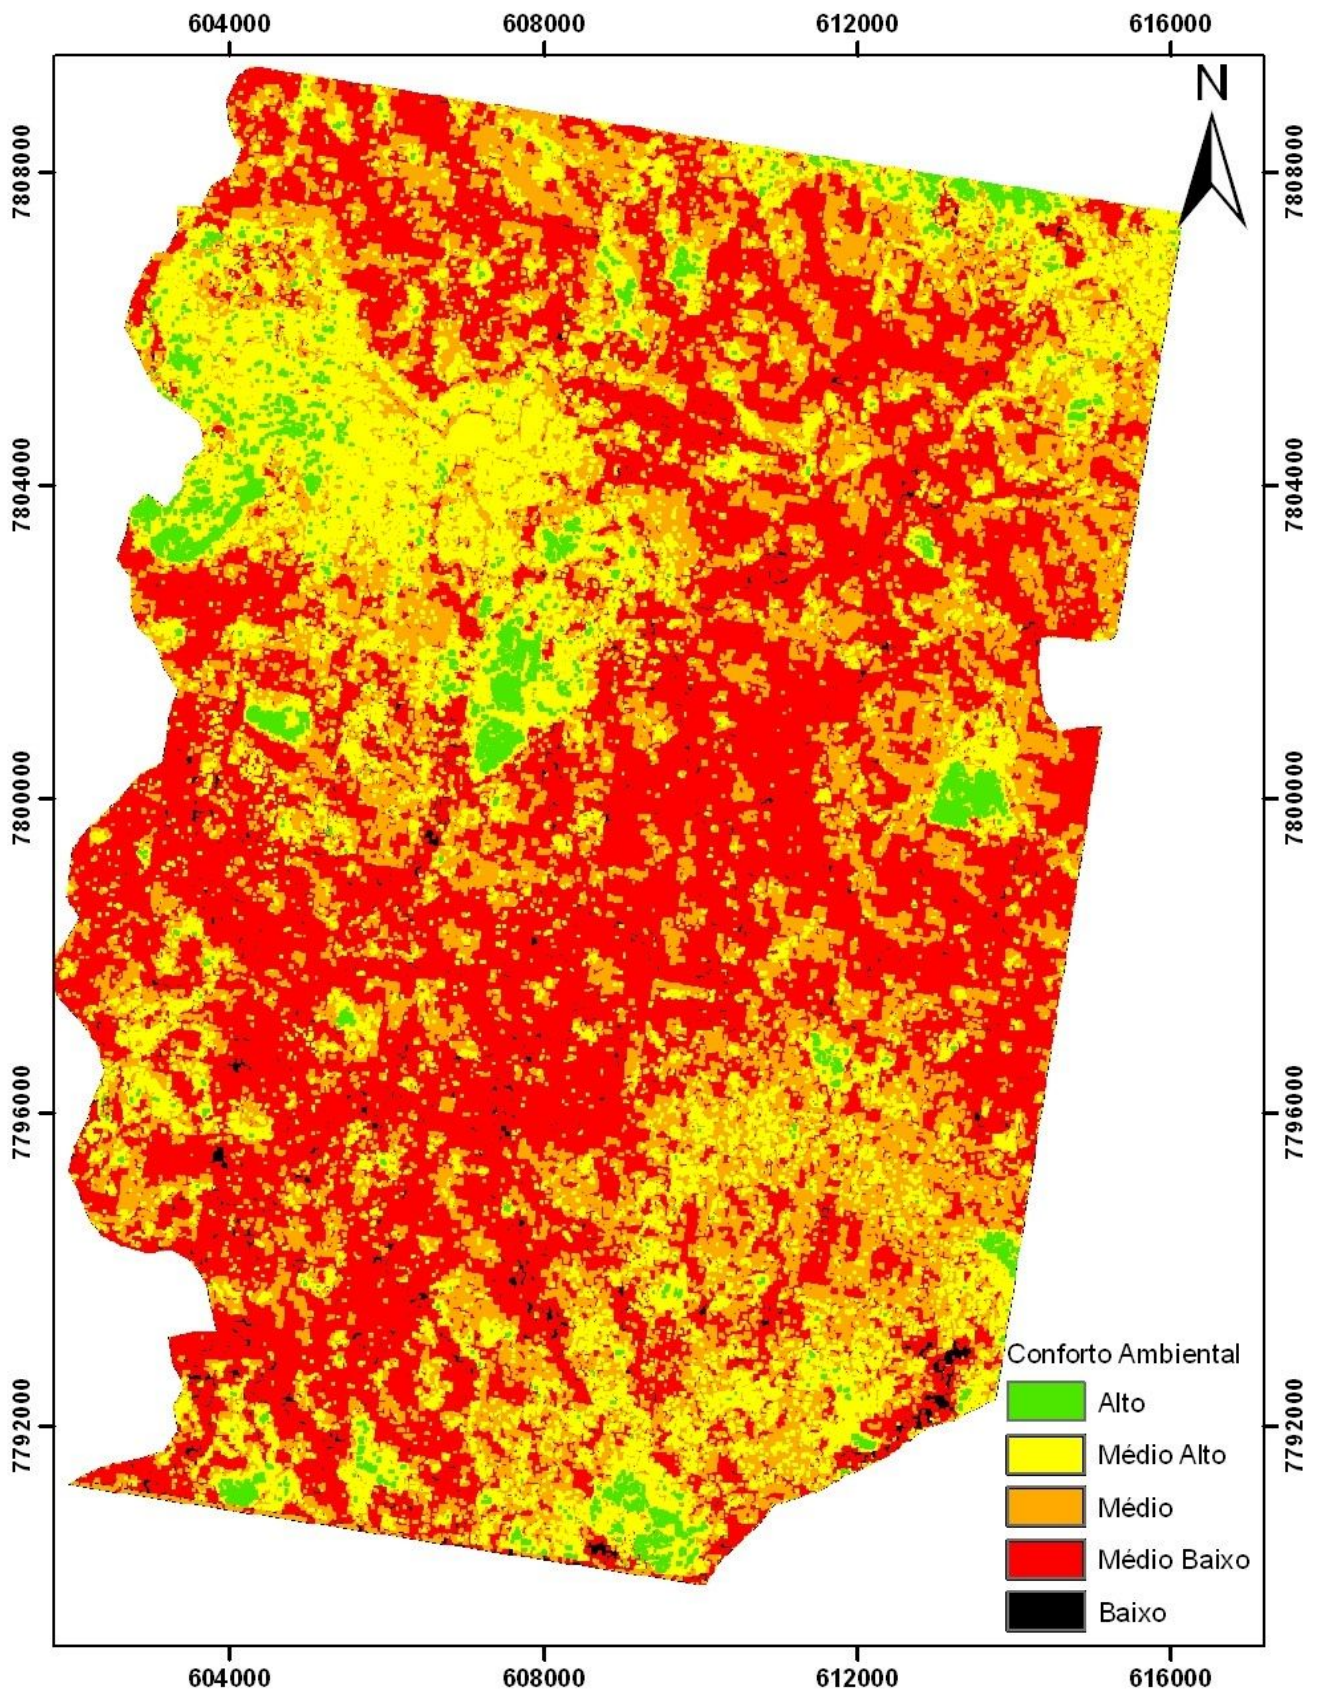 604000 608000 612000 616000
N
7808000 7808000
7804000 7804000
7800000 7800000
7796000 7796000
7792000 7792000
Conforto Ambiental
Alto
Médio Alto
Médio
Médio Baixo
Baixo
604000 608000 612000 616000